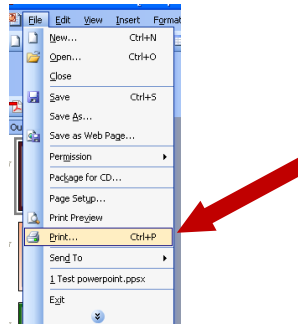 File Edit View Insert Format
New... Ctrl+N
Open... Ctrl+O
Close
Save Ctrl+S
Save As...
Save as Web Page...
Permission
Package for CD...
Page Setup...
Print Preview
Print... Ctrl+P
Send To
1 Test powerpoint.ppsx
Exit